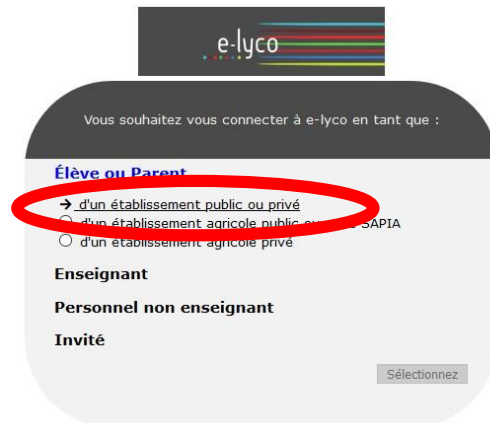 e-lyco
Vous souhaitez vous connecter à e-lyco en tant que :
Élève ou Parent
d'un établissement public ou privé
d'un établissement agricole public ou SAPIA
d'un établissement agricole privé
Enseignant
Personnel non enseignant
Invité
Sélectionnez